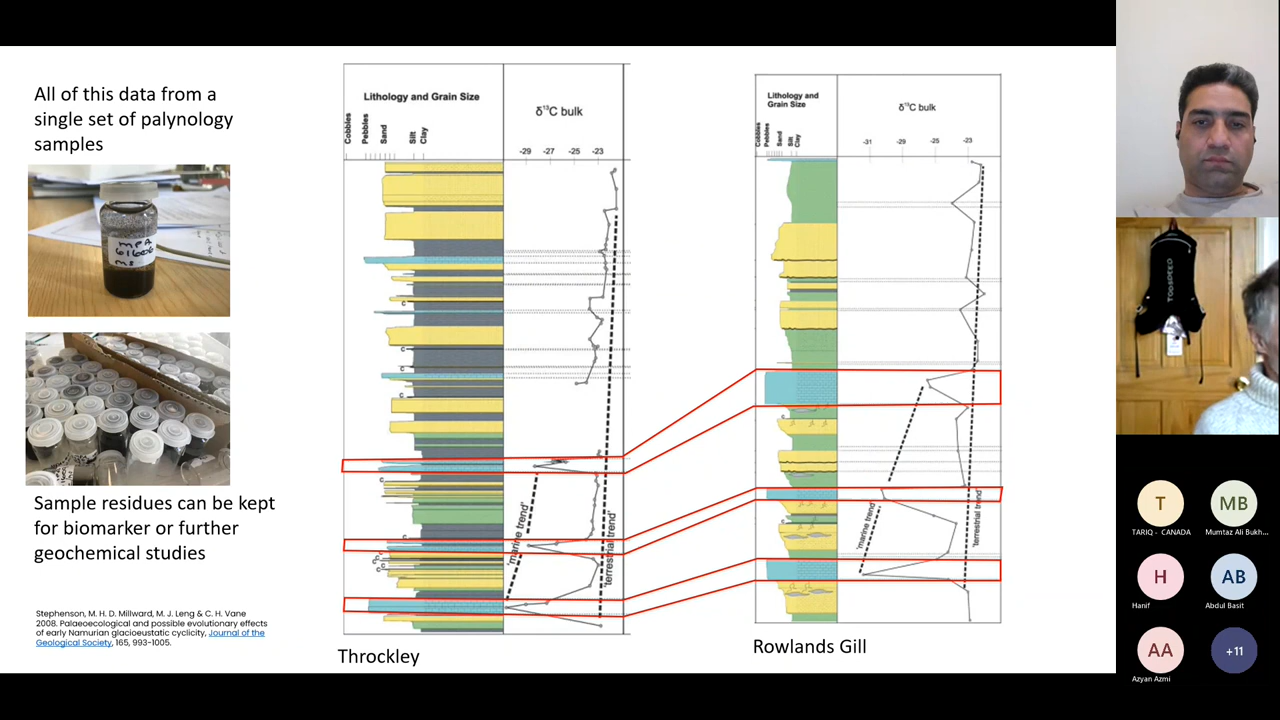 All of this data from a
single set of palynology
samples
MPA
61606
M1
Sample residues can be kept
for biomarker or further
geochemical studies
Stephenson, M. H. D. Millward, M. J. Leng & C. H. Vane
2008. Palaeoecological and possible evolutionary effects
of early Namurian glacioeustatic cyclicity, Journal of the
Geological Society, 165, 993-1005.
Lithology and Grain Size
Cobbles
Pebbles
Sand
Silt
Clay
δ¹³C bulk
-29 -27 -25 -23
C
'marine trend'
'terrestrial trend'
Throckley
Lithology and
Grain Size
Cobbles
Pebbles
Sand
Silt
Clay
δ¹³C bulk
-31 -29 -25 -23
'marine trend'
'terrestrial trend'
Rowlands Gill
TOOSPEED
T
TARIQ - CANADA
MB
Mumtaz Ali Bukh...
H
Hanif
AB
Abdul Basit
AA
Azyan Azmi
+11